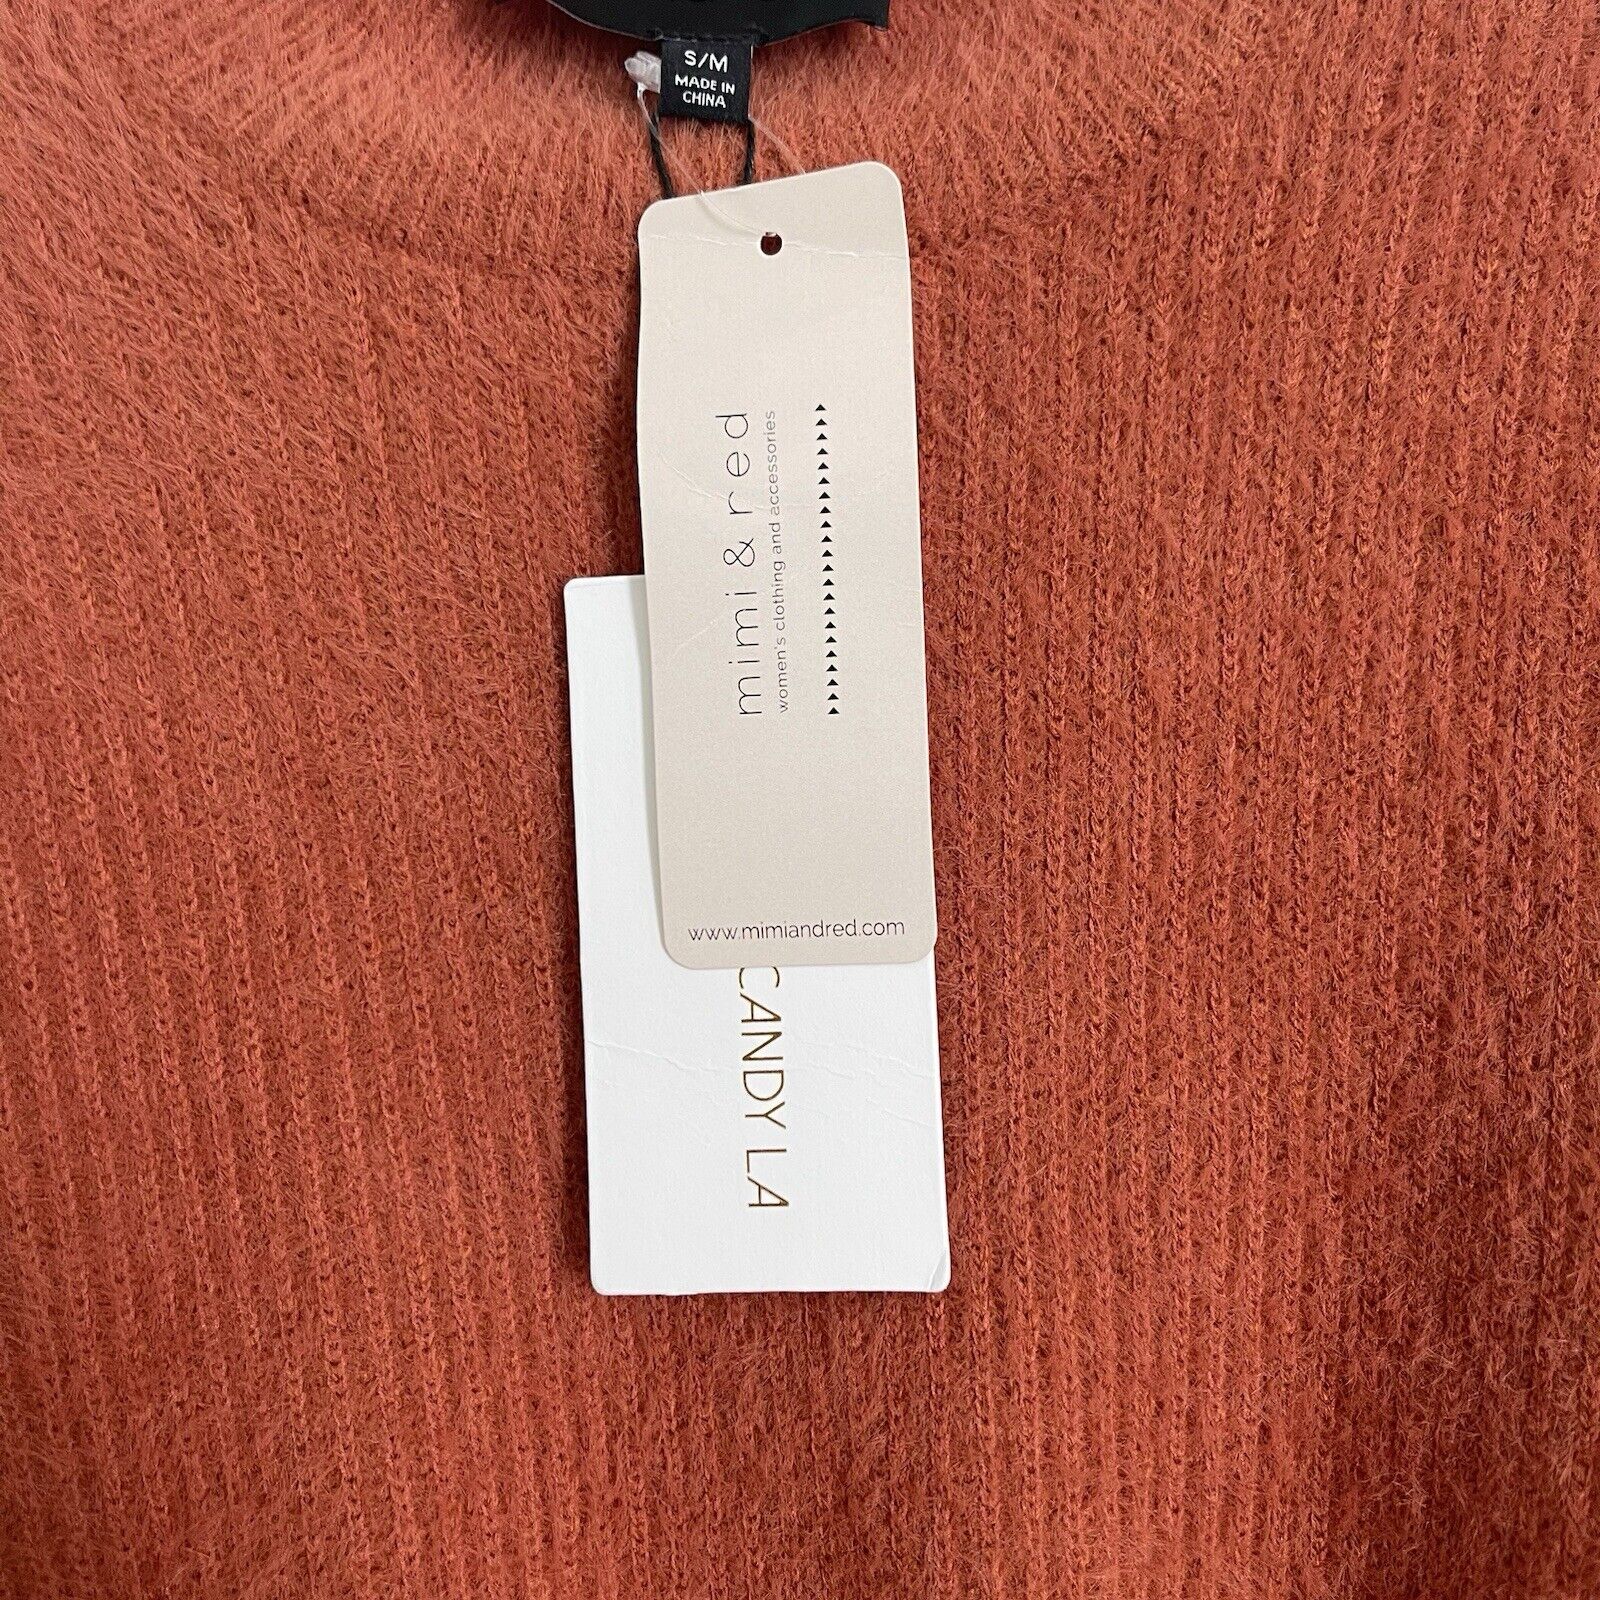 S/M
MADE IN
CHINA
mimi & red
women's clothing and accessories
www.mimiandred.com
CANDY LA